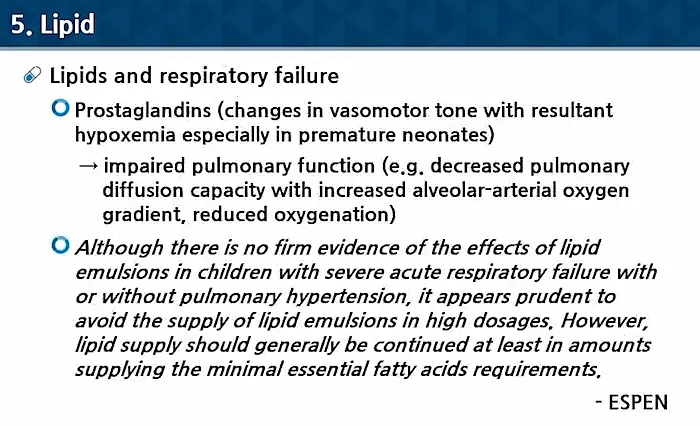 5. Lipid
Lipids and respiratory failure
Prostaglandins (changes in vasomotor tone with resultant
hypoxemia especially in premature neonates)
→ impaired pulmonary function (e.g. decreased pulmonary
diffusion capacity with increased alveolar-arterial oxygen
gradient, reduced oxygenation)
Although there is no firm evidence of the effects of lipid
emulsions in children with severe acute respiratory failure with
or without pulmonary hypertension, it appears prudent to
avoid the supply of lipid emulsions in high dosages. However,
lipid supply should generally be continued at least in amounts
supplying the minimal essential fatty acids requirements.
- ESPEN